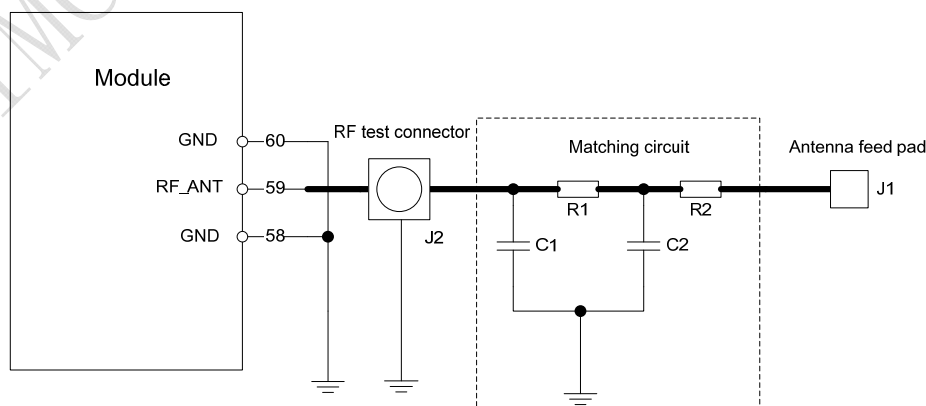 Module
GND
60
RF_ANT
59
GND
58
RF test connector
J2
Matching circuit
R1
R2
C1
C2
Antenna feed pad
J1